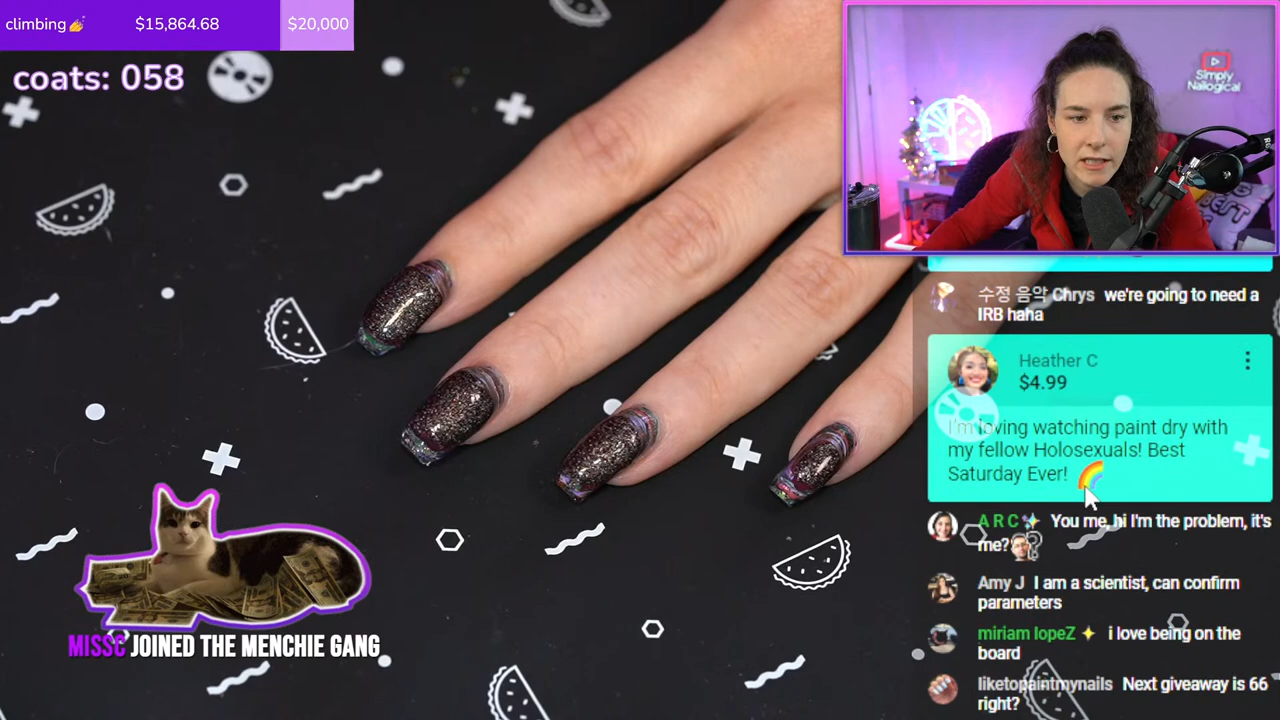 climbing💅 $15,864.68 $20,000
coats: 058
Simply
Nailogical
수정 음악 Chrys we're going to need a
IRB haha
Heather C
$4.99
I'm loving watching paint dry with
my fellow Holosexuals! Best
Saturday Ever! 🌈
A R C✨ You me, hi I'm the problem, it's
me?
Amy J I am a scientist, can confirm
parameters
miriam lopeZ ✨ i love being on the
board
liketopaintmynails Next giveaway is 66
right?
MISSC JOINED THE MENCHIE GANG